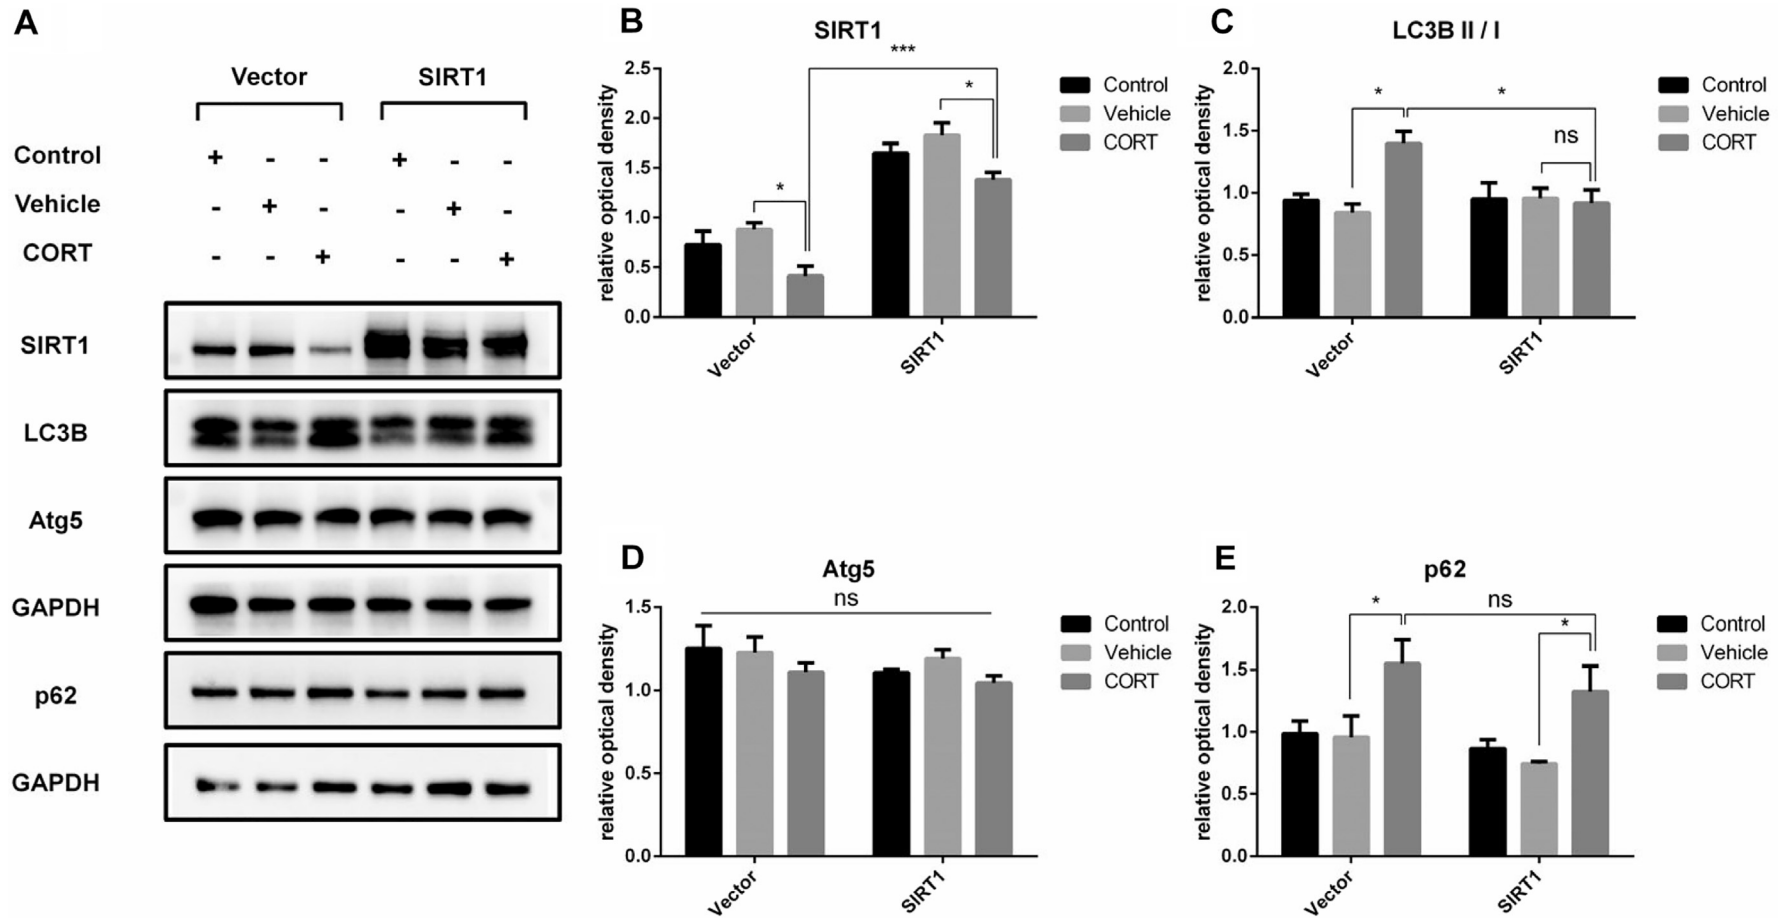 A
Vector SIRT1
Control + - - + - -
Vehicle - + - - + -
CORT - - + - - +
SIRT1
LC3B
Atg5
GAPDH
p62
GAPDH
B
SIRT1
relative optical density
2.5
2.0
1.5
1.0
0.5
0.0
***
*
*
Vector
SIRT1
Control
Vehicle
CORT
C
LC3B II / I
relative optical density
2.0
1.5
1.0
0.5
0.0
*
*
ns
Vector
SIRT1
Control
Vehicle
CORT
D
Atg5
relative optical density
1.5
1.0
0.5
0.0
ns
Vector
SIRT1
Control
Vehicle
CORT
E
p62
relative optical density
2.0
1.5
1.0
0.5
0.0
*
ns
*
Vector
SIRT1
Control
Vehicle
CORT